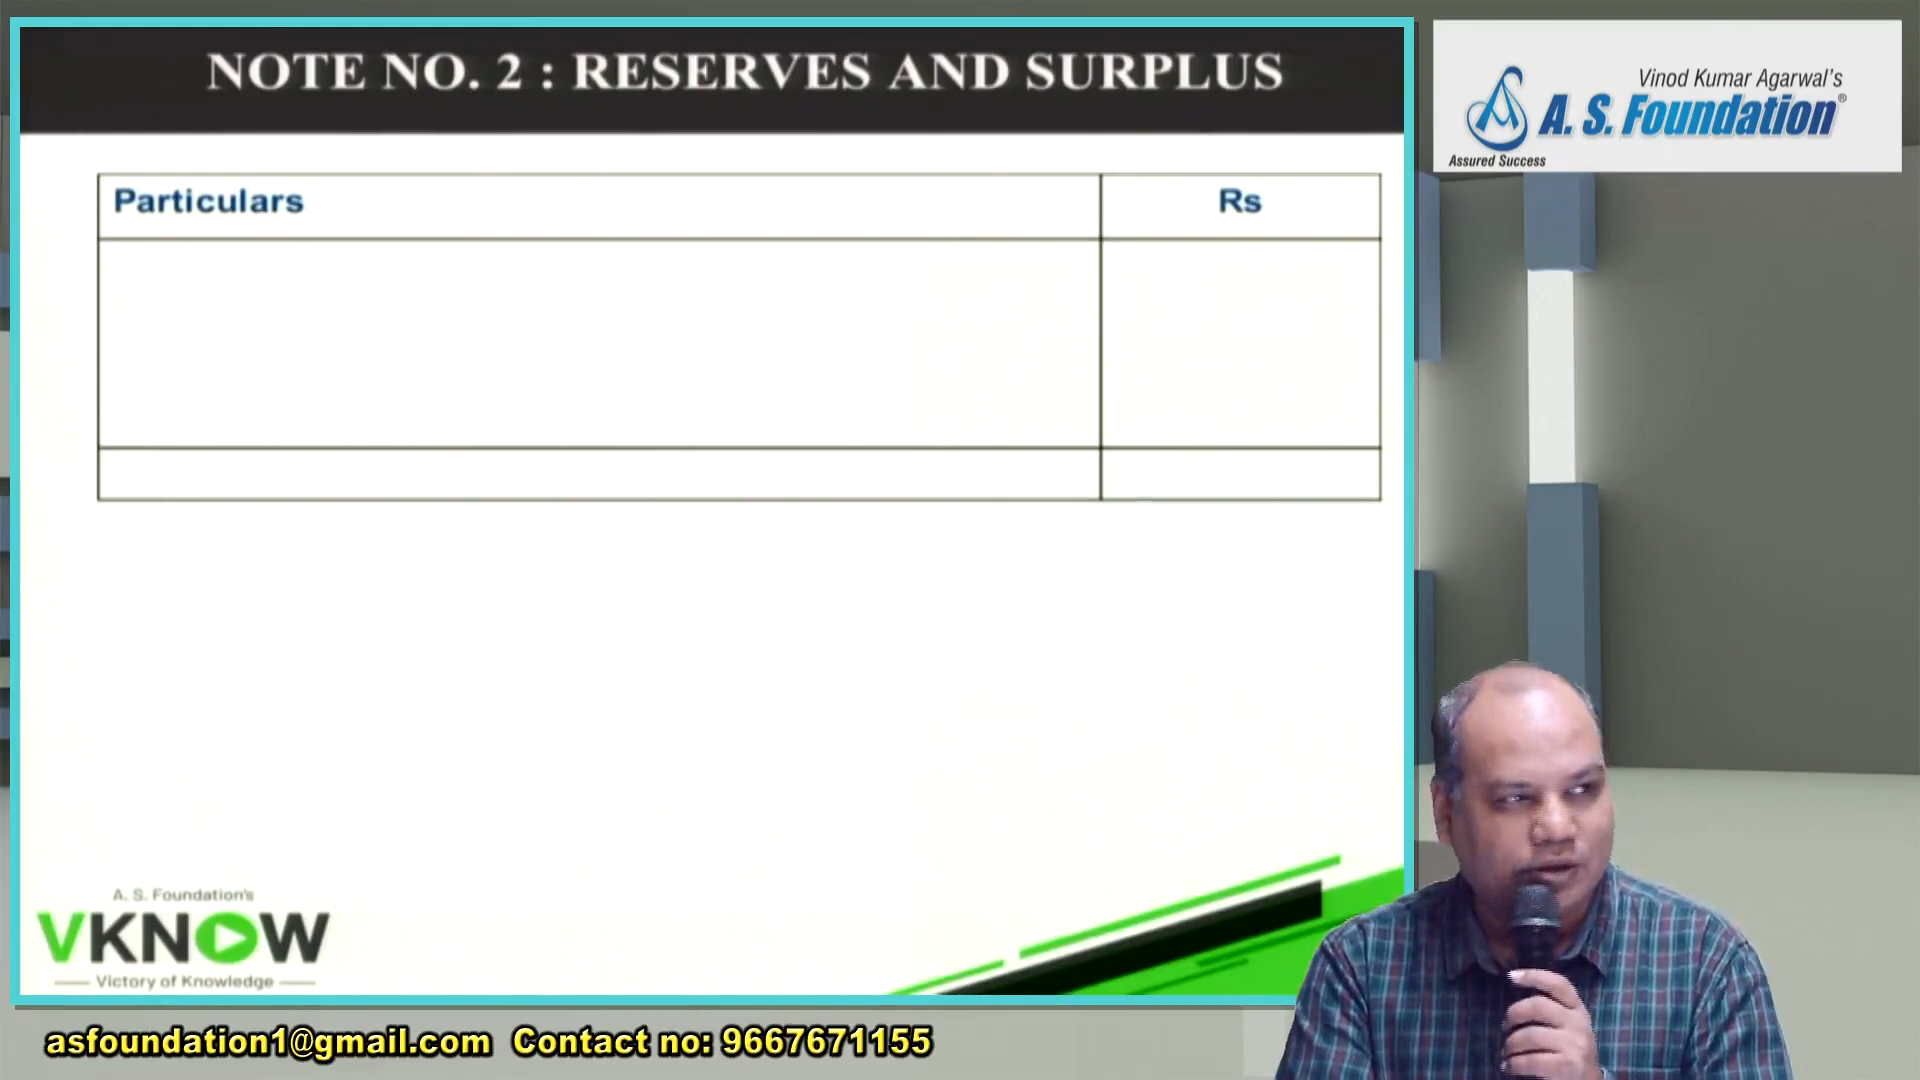 NOTE NO. 2 : RESERVES AND SURPLUS
Vinod Kumar Agarwal's
A. S. Foundation®
Assured Success
Particulars Rs
A. S. Foundation's
VKNOW
Victory of Knowledge
asfoundation1@gmail.com Contact no: 9667671155